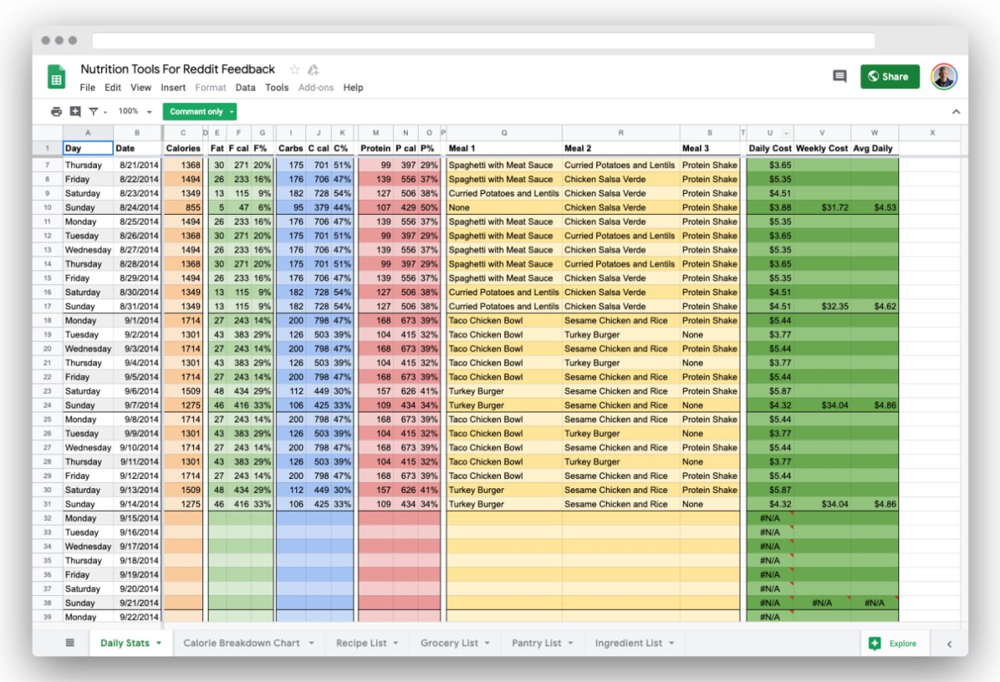 Nutrition Tools For Reddit Feedback
File Edit View Insert Format Data Tools Add-ons Help
Share
100% Comment only
A B C D E F G I J K M N O P Q R S T U V W X
1 Day Date Calories Fat F cal F% Carbs C cal C% Protein P cal P% Meal 1 Meal 2 Meal 3 Daily Cost Weekly Cost Avg Daily
7 Thursday 8/21/2014 1368 30 271 20% 175 701 51% 99 397 29% Spaghetti with Meat Sauce Curried Potatoes and Lentils Protein Shake $3.65
8 Friday 8/22/2014 1494 26 233 16% 176 706 47% 139 556 37% Spaghetti with Meat Sauce Chicken Salsa Verde Protein Shake $5.35
9 Saturday 8/23/2014 1349 13 115 9% 182 728 54% 127 506 38% Curried Potatoes and Lentils Chicken Salsa Verde Protein Shake $4.51
10 Sunday 8/24/2014 855 5 47 6% 95 379 44% 107 429 50% None Chicken Salsa Verde Protein Shake $3.88 $31.72 $4.53
11 Monday 8/25/2014 1494 26 233 16% 176 706 47% 139 556 37% Spaghetti with Meat Sauce Chicken Salsa Verde Protein Shake $5.35
12 Tuesday 8/26/2014 1368 30 271 20% 175 701 51% 99 397 29% Spaghetti with Meat Sauce Curried Potatoes and Lentils Protein Shake $3.65
13 Wednesday 8/27/2014 1494 26 233 16% 176 706 47% 139 556 37% Spaghetti with Meat Sauce Chicken Salsa Verde Protein Shake $5.35
14 Thursday 8/28/2014 1368 30 271 20% 175 701 51% 99 397 29% Spaghetti with Meat Sauce Curried Potatoes and Lentils Protein Shake $3.65
15 Friday 8/29/2014 1494 26 233 16% 176 706 47% 139 556 37% Spaghetti with Meat Sauce Chicken Salsa Verde Protein Shake $5.35
16 Saturday 8/30/2014 1349 13 115 9% 182 728 54% 127 506 38% Curried Potatoes and Lentils Chicken Salsa Verde Protein Shake $4.51
17 Sunday 8/31/2014 1349 13 115 9% 182 728 54% 127 506 38% Curried Potatoes and Lentils Chicken Salsa Verde Protein Shake $4.51 $32.35 $4.62
18 Monday 9/1/2014 1714 27 243 14% 200 798 47% 168 673 39% Taco Chicken Bowl Sesame Chicken and Rice Protein Shake $5.44
19 Tuesday 9/2/2014 1301 43 383 29% 126 503 39% 104 415 32% Taco Chicken Bowl Turkey Burger None $3.77
20 Wednesday 9/3/2014 1714 27 243 14% 200 798 47% 168 673 39% Taco Chicken Bowl Sesame Chicken and Rice Protein Shake $5.44
21 Thursday 9/4/2014 1301 43 383 29% 126 503 39% 104 415 32% Taco Chicken Bowl Turkey Burger None $3.77
22 Friday 9/5/2014 1714 27 243 14% 200 798 47% 168 673 39% Taco Chicken Bowl Sesame Chicken and Rice Protein Shake $5.44
23 Saturday 9/6/2014 1509 48 434 29% 112 449 30% 157 626 41% Turkey Burger Sesame Chicken and Rice Protein Shake $5.87
24 Sunday 9/7/2014 1275 46 416 33% 106 425 33% 109 434 34% Turkey Burger Sesame Chicken and Rice None $4.32 $34.04 $4.86
25 Monday 9/8/2014 1714 27 243 14% 200 798 47% 168 673 39% Taco Chicken Bowl Sesame Chicken and Rice Protein Shake $5.44
26 Tuesday 9/9/2014 1301 43 383 29% 126 503 39% 104 415 32% Taco Chicken Bowl Turkey Burger None $3.77
27 Wednesday 9/10/2014 1714 27 243 14% 200 798 47% 168 673 39% Taco Chicken Bowl Sesame Chicken and Rice Protein Shake $5.44
28 Thursday 9/11/2014 1301 43 383 29% 126 503 39% 104 415 32% Taco Chicken Bowl Turkey Burger None $3.77
29 Friday 9/12/2014 1714 27 243 14% 200 798 47% 168 673 39% Taco Chicken Bowl Sesame Chicken and Rice Protein Shake $5.44
30 Saturday 9/13/2014 1509 48 434 29% 112 449 30% 157 626 41% Turkey Burger Sesame Chicken and Rice Protein Shake $5.87
31 Sunday 9/14/2014 1275 46 416 33% 106 425 33% 109 434 34% Turkey Burger Sesame Chicken and Rice None $4.32 $34.04 $4.86
32 Monday 9/15/2014 #N/A
33 Tuesday 9/16/2014 #N/A
34 Wednesday 9/17/2014 #N/A
35 Thursday 9/18/2014 #N/A
36 Friday 9/19/2014 #N/A
37 Saturday 9/20/2014 #N/A
38 Sunday 9/21/2014 #N/A #N/A #N/A
39 Monday 9/22/2014 #N/A
Daily Stats Calorie Breakdown Chart Recipe List Grocery List Pantry List Ingredient List Explore